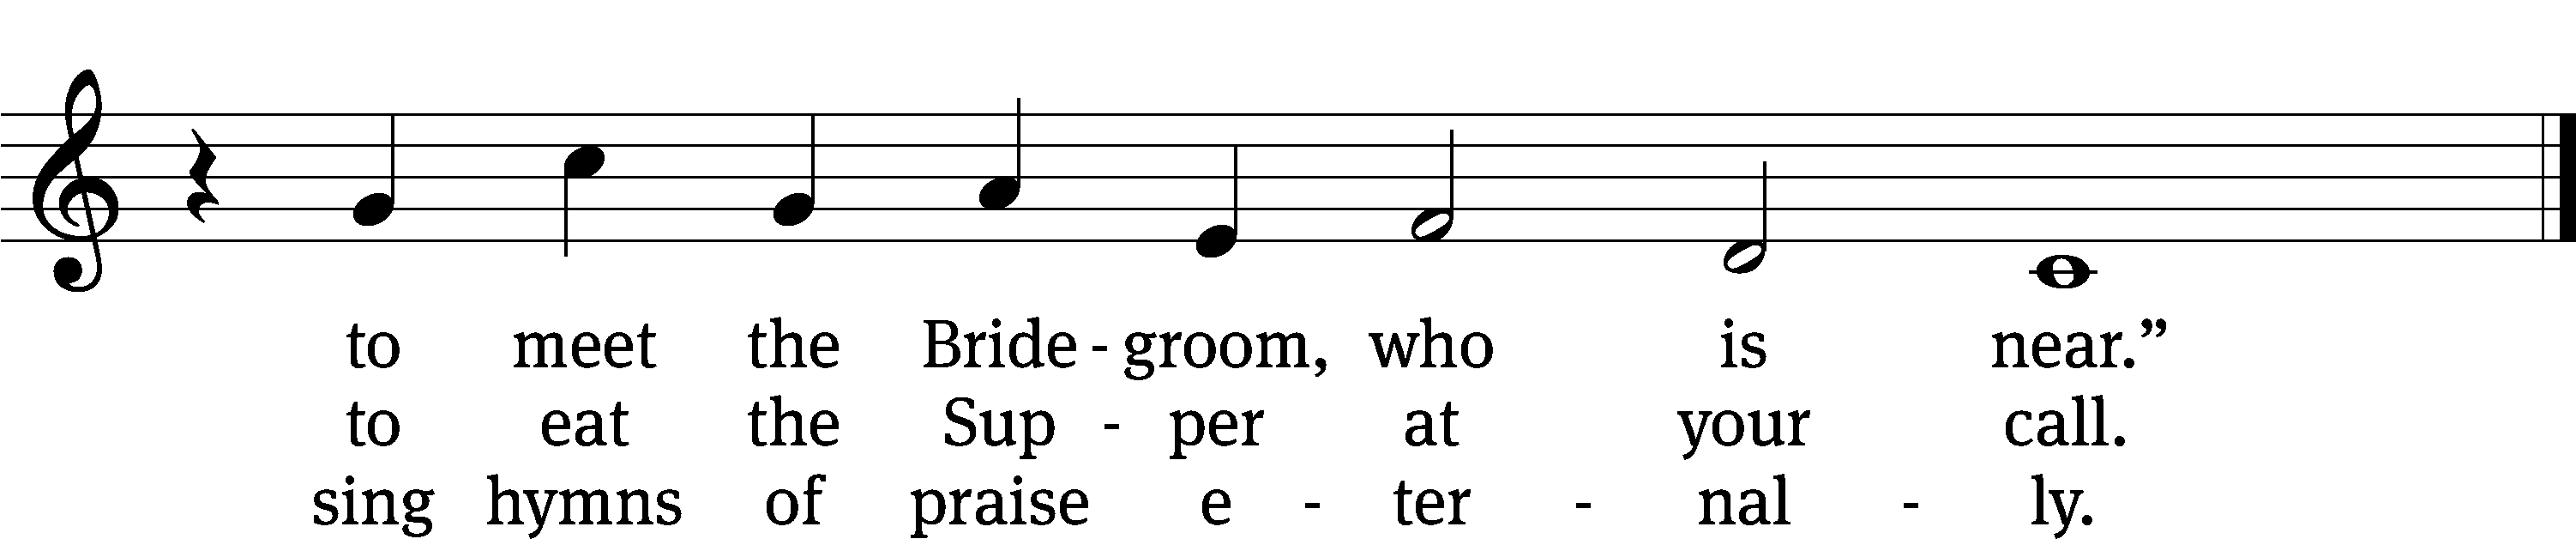 to meet the Bride - groom, who is near.”
to eat the Sup - per at your call.
sing hymns of praise e - ter - nal - ly.